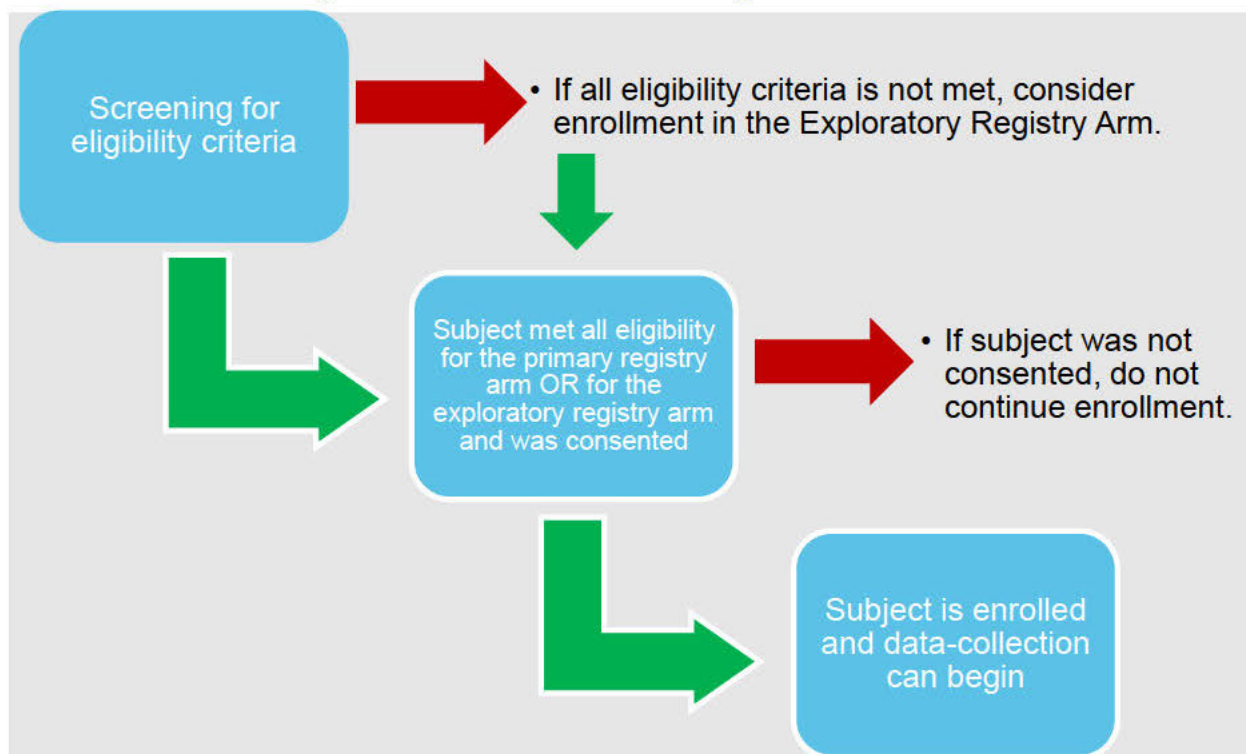 Screening for
eligibility criteria
• If all eligibility criteria is not met, consider
enrollment in the Exploratory Registry Arm.
Subject met all eligibility
for the primary registry
arm OR for the
exploratory registry arm
and was consented
• If subject was not
consented, do not
continue enrollment.
Subject is enrolled
and data-collection
can begin